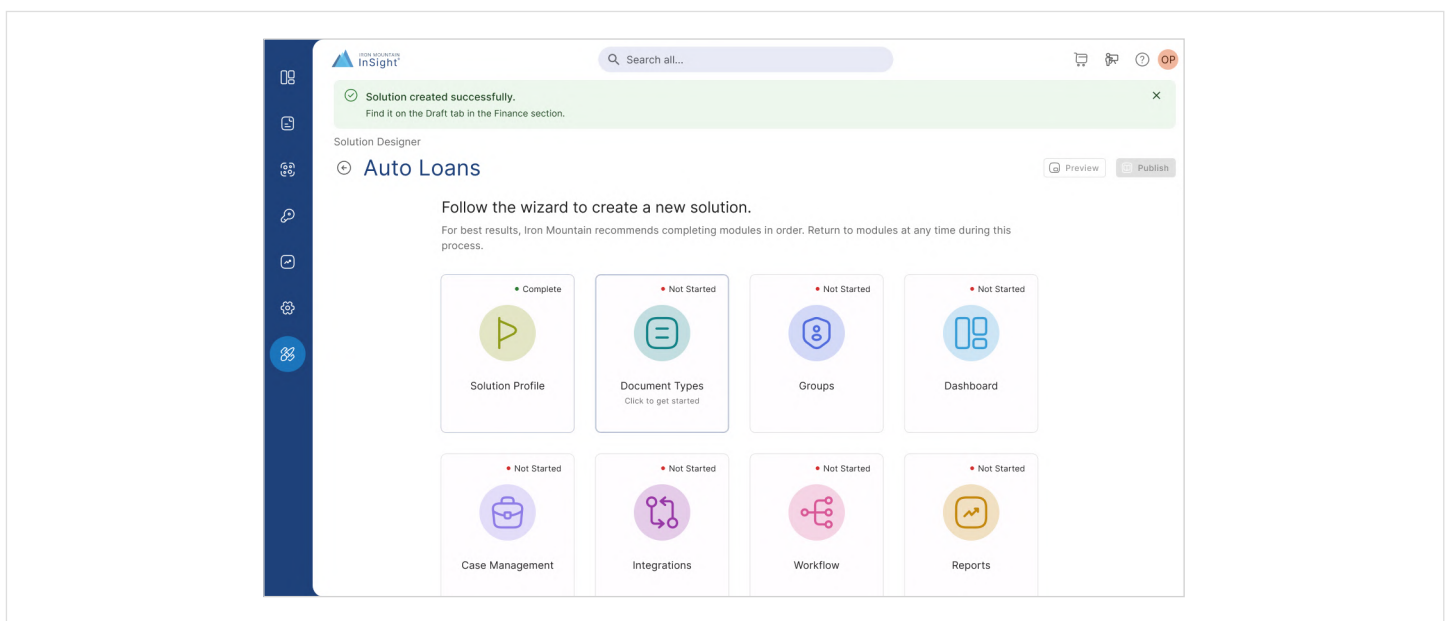 IRON MOUNTAIN
InSight®
Search all...
OP
Solution created successfully.
Find it on the Draft tab in the Finance section.
Solution Designer
Auto Loans
Preview
Publish
Follow the wizard to create a new solution.
For best results, Iron Mountain recommends completing modules in order. Return to modules at any time during this
process.
Complete
Not Started
Not Started
Not Started
Solution Profile
Document Types
Groups
Dashboard
Click to get started
Not Started
Not Started
Not Started
Not Started
Case Management
Integrations
Workflow
Reports